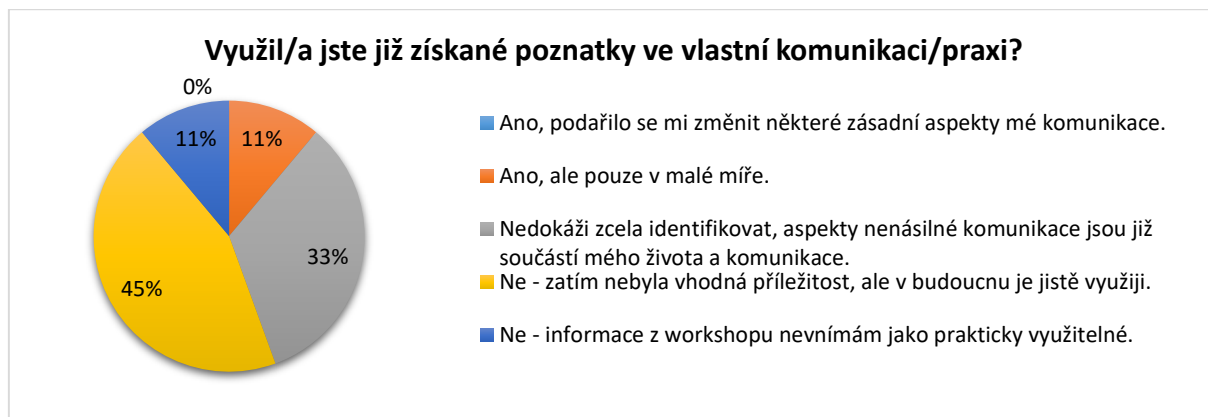 Využil/a jste již získané poznatky ve vlastní komunikaci/praxi?
0%
11%
11%
33%
45%
Ano, podařilo se mi změnit některé zásadní aspekty mé komunikace.
Ano, ale pouze v malé míře.
Nedokáži zcela identifikovat, aspekty nenásilné komunikace jsou již
součástí mého života a komunikace.
Ne - zatím nebyla vhodná příležitost, ale v budoucnu je jistě využiji.
Ne - informace z workshopu nevnímám jako prakticky využitelné.